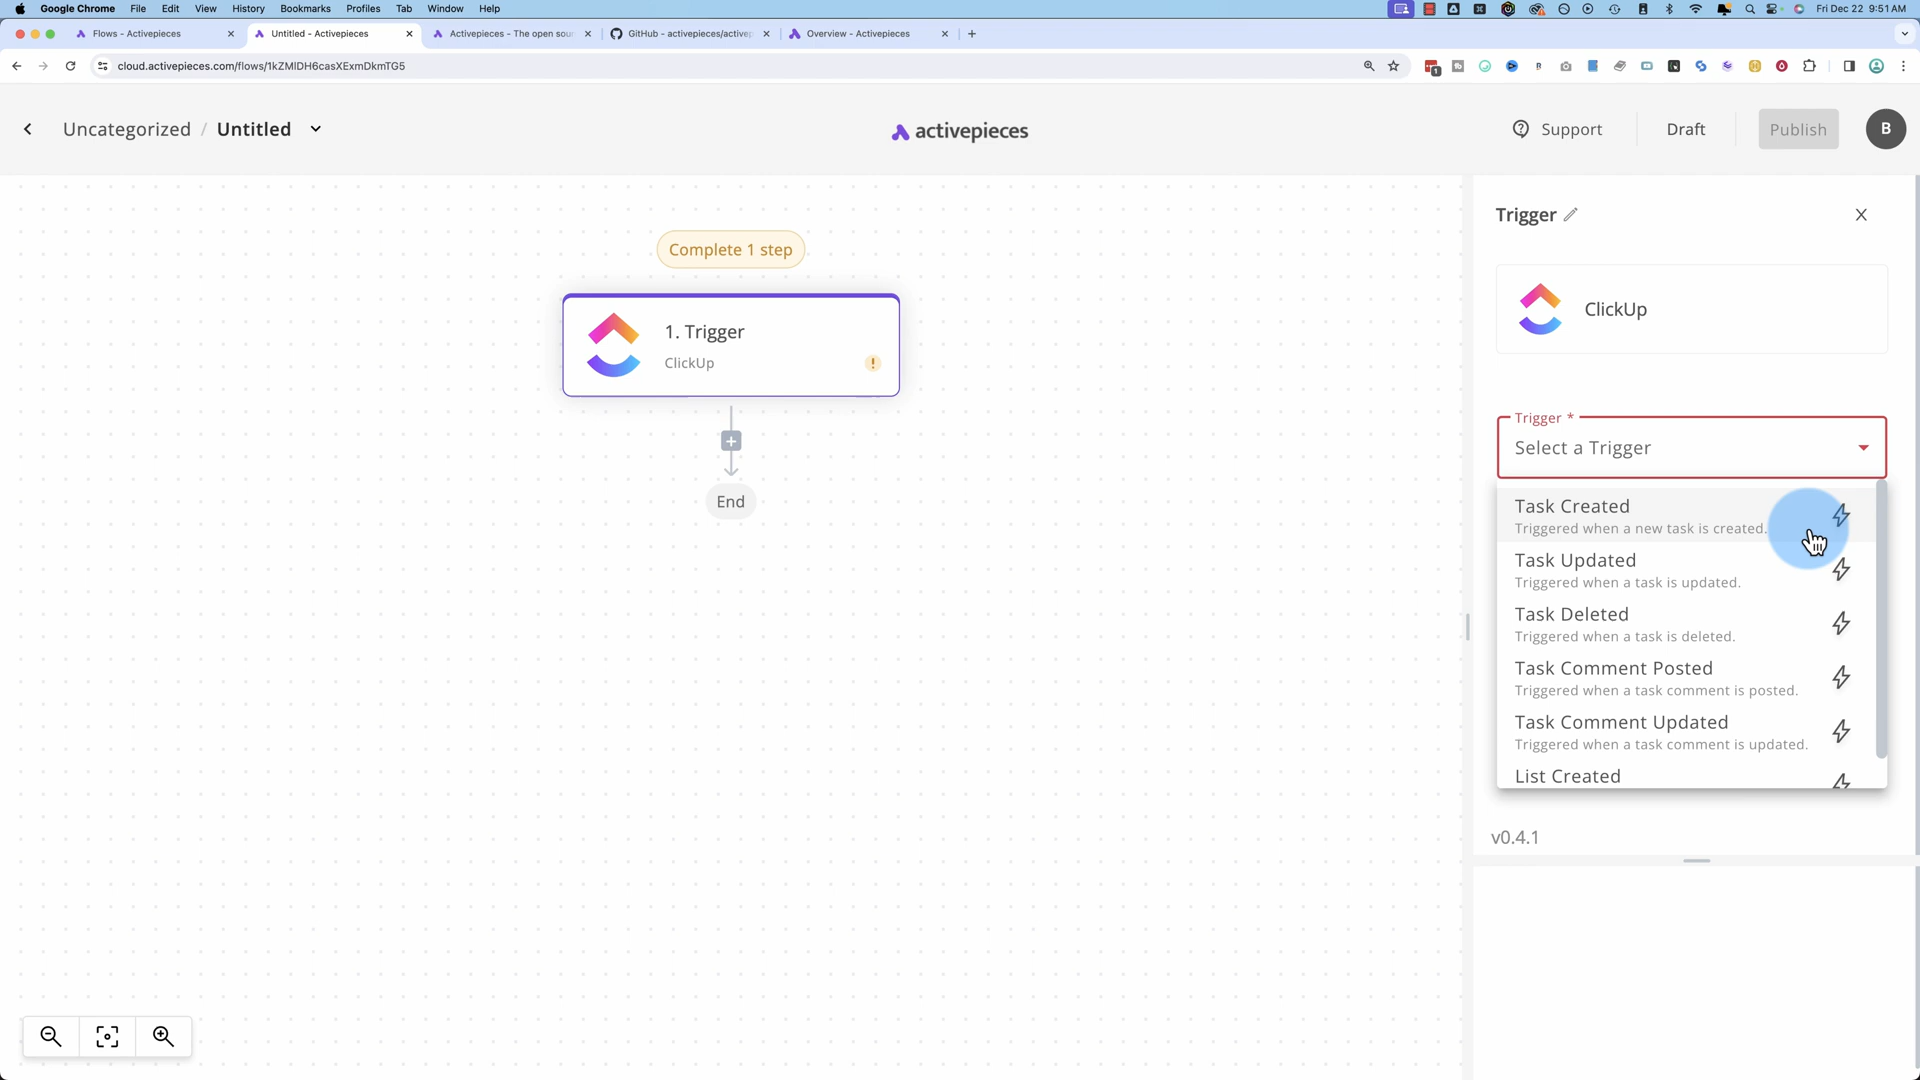 Google Chrome File Edit View History Bookmarks Profiles Tab Window Help Fri Dec 22 9:51 AM
Flows - Activepieces Untitled - Activepieces Activepieces - The open sour GitHub - activepieces/activep Overview - Activepieces
cloud.activepieces.com/flows/1kZMlDH6casXExmDkmTG5
Uncategorized / Untitled
activepieces
Support
Draft
Publish
B
Complete 1 step
1. Trigger
ClickUp
!
+
End
Trigger
ClickUp
Trigger *
Select a Trigger
Task Created
Triggered when a new task is created.
Task Updated
Triggered when a task is updated.
Task Deleted
Triggered when a task is deleted.
Task Comment Posted
Triggered when a task comment is posted.
Task Comment Updated
Triggered when a task comment is updated.
List Created
v0.4.1